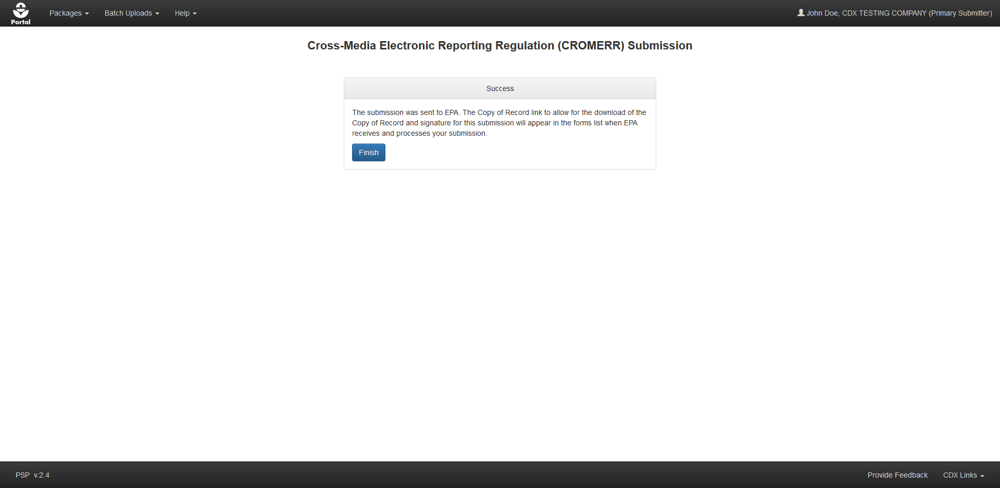 Portal
Packages
Batch Uploads
Help
John Doe, CDX TESTING COMPANY (Primary Submitter)
Cross-Media Electronic Reporting Regulation (CROMERR) Submission
Success
The submission was sent to EPA. The Copy of Record link to allow for the download of the
Copy of Record and signature for this submission will appear in the forms list when EPA
receives and processes your submission.
Finish
PSP v.2.4
Provide Feedback
CDX Links